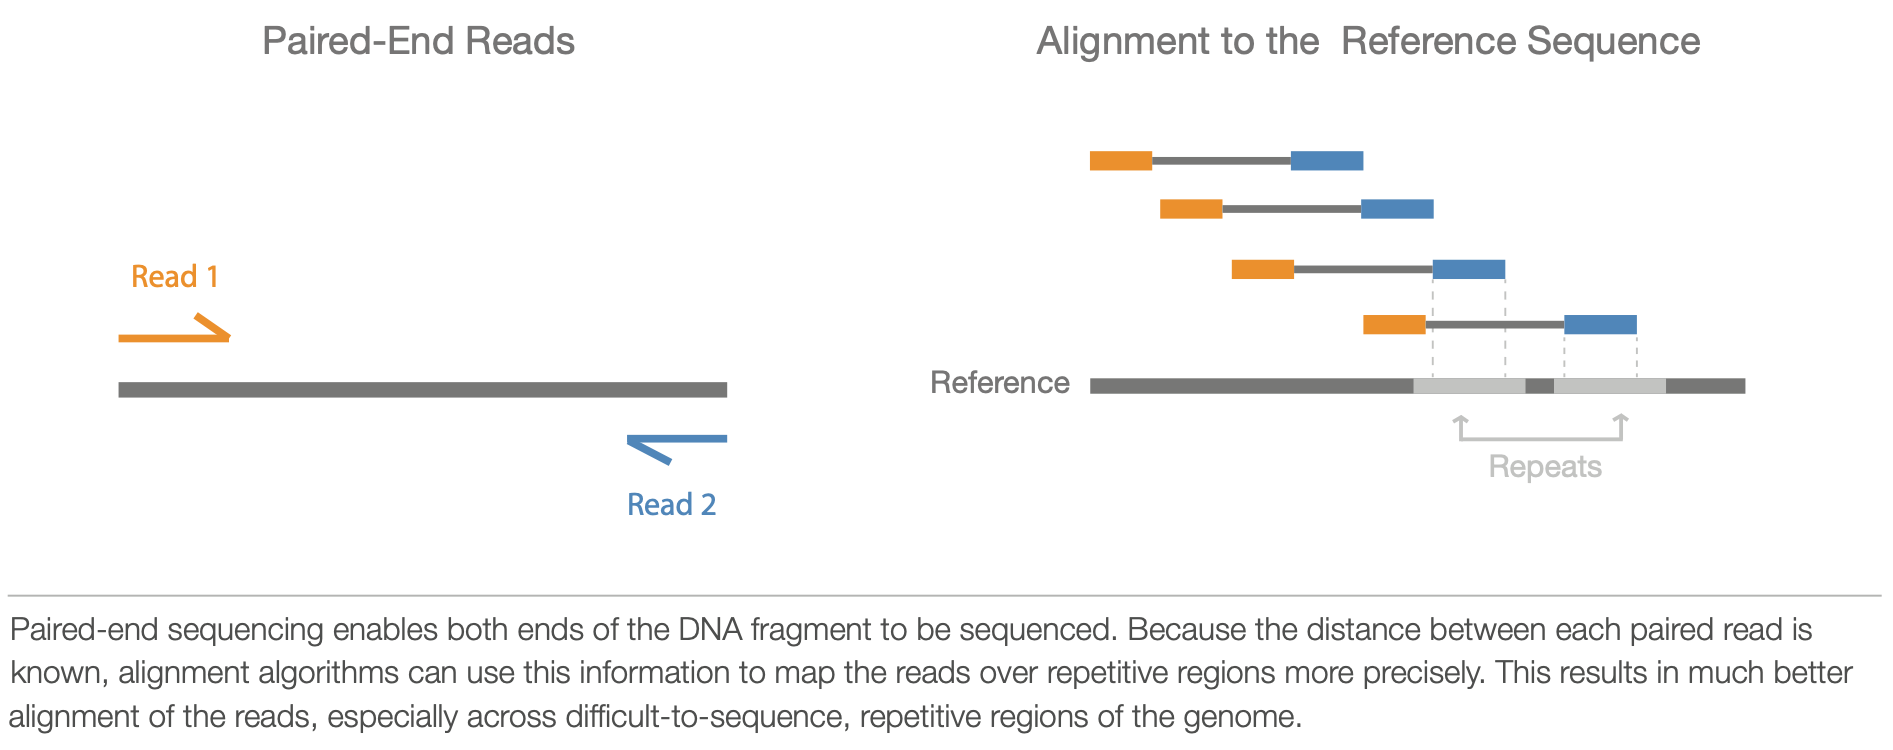 Paired-End Reads
Alignment to the Reference Sequence
Read 1
Read 2
Reference
Repeats
Paired-end sequencing enables both ends of the DNA fragment to be sequenced. Because the distance between each paired read is
known, alignment algorithms can use this information to map the reads over repetitive regions more precisely. This results in much better
alignment of the reads, especially across difficult-to-sequence, repetitive regions of the genome.